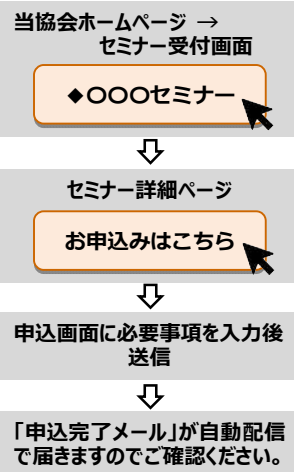 当協会ホームページ →
セミナー受付画面
◆〇〇〇セミナー
セミナー詳細ページ
お申込みはこちら
申込画面に必要事項を入力後
送信
「申込完了メール」が自動配信
で届きますのでご確認ください。